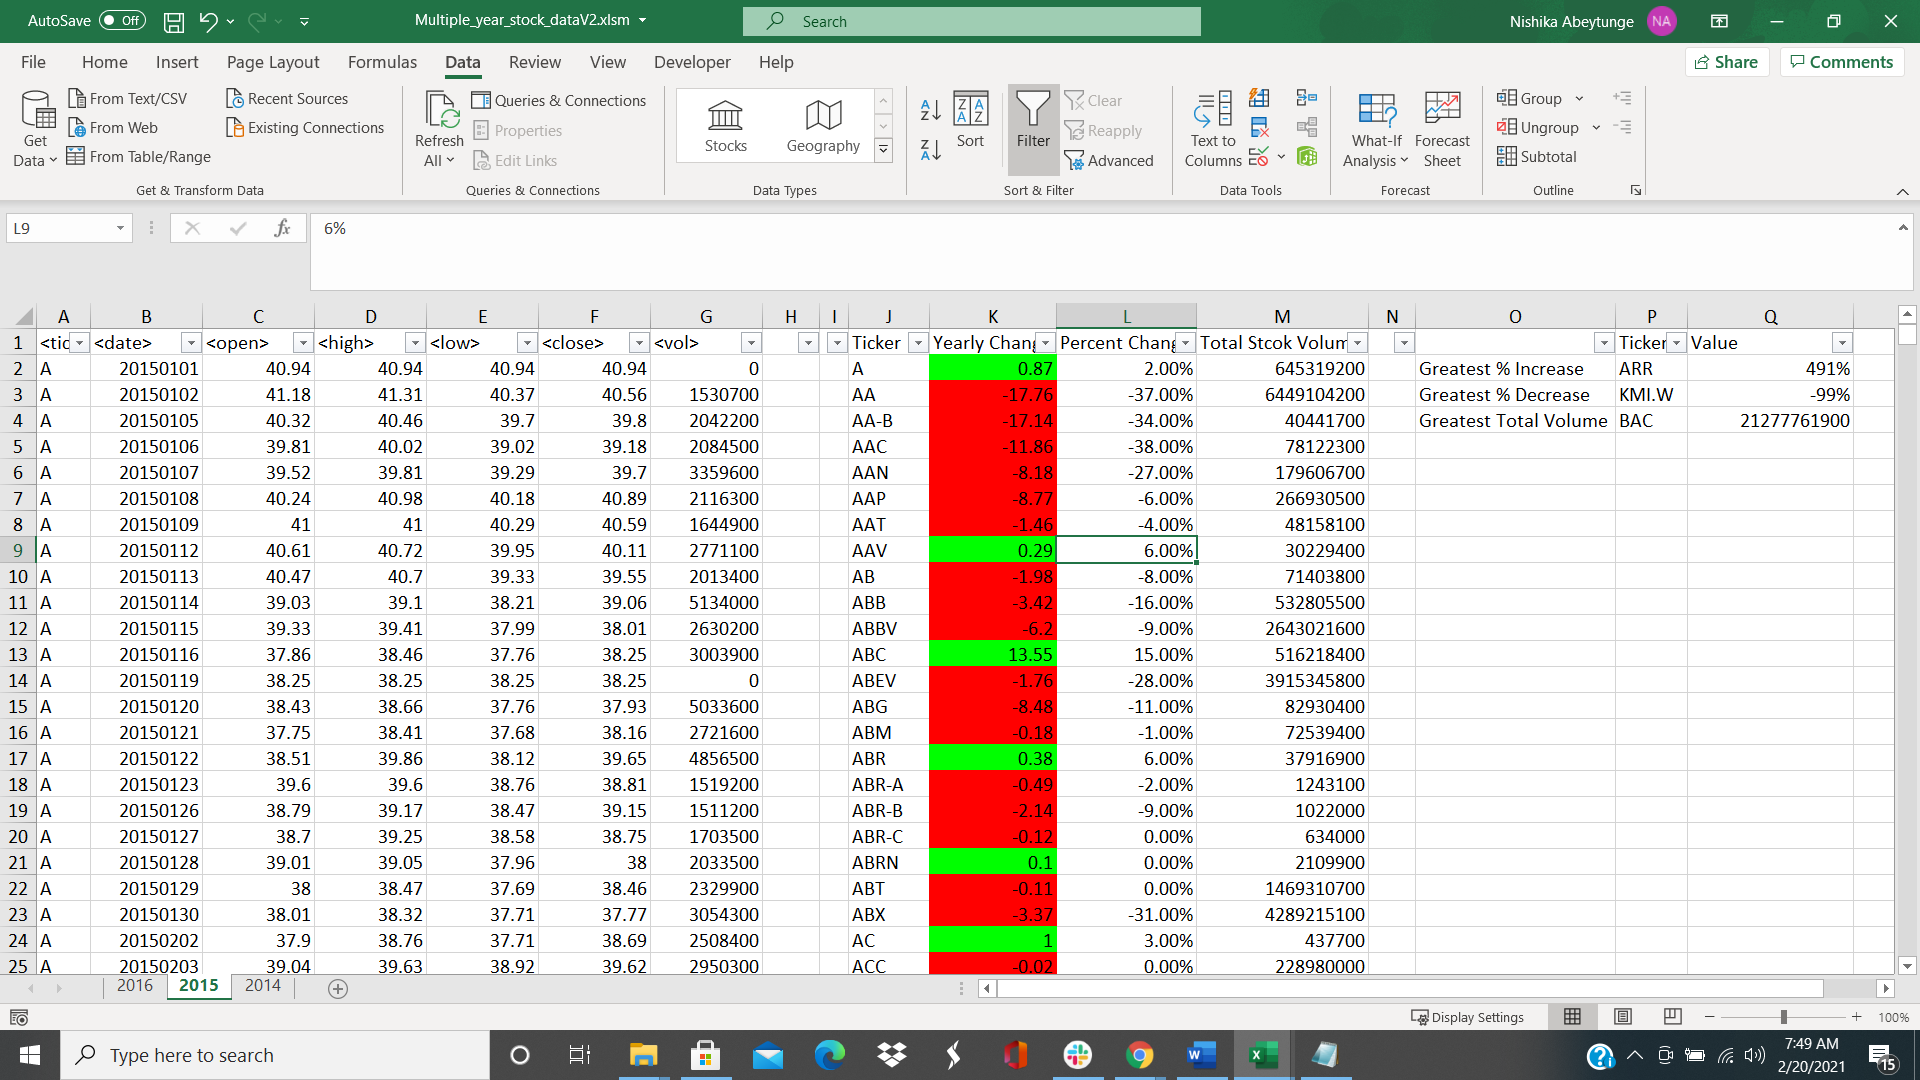 AutoSave Off Multiple_year_stock_dataV2.xlsm Search Nishika Abeytunge NA
File Home Insert Page Layout Formulas Data Review View Developer Help Share Comments
Get Data From Text/CSV From Web From Table/Range Recent Sources Existing Connections
Refresh All Queries & Connections Properties Edit Links
Stocks Geography
Sort Filter Clear Reapply Advanced
Text to Columns What-If Analysis Forecast Sheet
Group Ungroup Subtotal
Get & Transform Data Queries & Connections Data Types Sort & Filter Data Tools Forecast Outline
L9 fx 6%
A B C D E F G H I J K L M N O P Q
1 <tic <date> <open> <high> <low> <close> <vol> Ticker Yearly Chang Percent Chang Total Stcok Volum Ticker Value
2 A 20150101 40.94 40.94 40.94 40.94 0 A 0.87 2.00% 645319200 Greatest % Increase ARR 491%
3 A 20150102 41.18 41.31 40.37 40.56 1530700 AA -17.76 -37.00% 6449104200 Greatest % Decrease KMI.W -99%
4 A 20150105 40.32 40.46 39.7 39.8 2042200 AA-B -17.14 -34.00% 40441700 Greatest Total Volume BAC 21277761900
5 A 20150106 39.81 40.02 39.02 39.18 2084500 AAC -11.86 -38.00% 78122300
6 A 20150107 39.52 39.81 39.29 39.7 3359600 AAN -8.18 -27.00% 179606700
7 A 20150108 40.24 40.98 40.18 40.89 2116300 AAP -8.77 -6.00% 266930500
8 A 20150109 41 41 40.29 40.59 1644900 AAT -1.46 -4.00% 48158100
9 A 20150112 40.61 40.72 39.95 40.11 2771100 AAV 0.29 6.00% 30229400
10 A 20150113 40.47 40.7 39.33 39.55 2013400 AB -1.98 -8.00% 71403800
11 A 20150114 39.03 39.1 38.21 39.06 5134000 ABB -3.42 -16.00% 532805500
12 A 20150115 39.33 39.41 37.99 38.01 2630200 ABBV -6.2 -9.00% 2643021600
13 A 20150116 37.86 38.46 37.76 38.25 3003900 ABC 13.55 15.00% 516218400
14 A 20150119 38.25 38.25 38.25 38.25 0 ABEV -1.76 -28.00% 3915345800
15 A 20150120 38.43 38.66 37.76 37.93 5033600 ABG -8.48 -11.00% 82930400
16 A 20150121 37.75 38.41 37.68 38.16 2721600 ABM -0.18 -1.00% 72539400
17 A 20150122 38.51 39.86 38.12 39.65 4856500 ABR 0.38 6.00% 37916900
18 A 20150123 39.6 39.6 38.76 38.81 1519200 ABR-A -0.49 -2.00% 1243100
19 A 20150126 38.79 39.17 38.47 39.15 1511200 ABR-B -2.14 -9.00% 1022000
20 A 20150127 38.7 39.25 38.58 38.75 1703500 ABR-C -0.12 0.00% 634000
21 A 20150128 39.01 39.05 37.96 38 2033500 ABRN 0.1 0.00% 2109900
22 A 20150129 38 38.47 37.69 38.46 2329900 ABT -0.11 0.00% 1469310700
23 A 20150130 38.01 38.32 37.71 37.77 3054300 ABX -3.37 -31.00% 4289215100
24 A 20150202 37.9 38.76 37.71 38.69 2508400 AC 1 3.00% 437700
25 A 20150203 39.04 39.63 38.92 39.62 2950300 ACC -0.02 0.00% 228980000
2016 2015 2014
Display Settings 100%
Type here to search 7:49 AM
2/20/2021 15